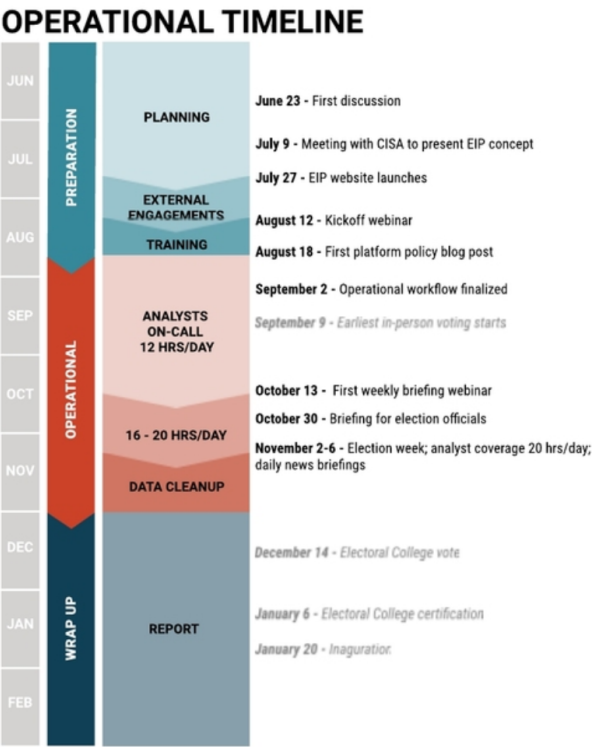 OPERATIONAL TIMELINE
JUN
JUL
AUG
SEP
OCT
NOV
DEC
JAN
FEB
PREPARATION
OPERATIONAL
WRAP UP
PLANNING
EXTERNAL
ENGAGEMENTS
TRAINING
ANALYSTS
ON-CALL
12 HRS/DAY
16 - 20 HRS/DAY
DATA CLEANUP
REPORT
June 23 - First discussion
July 9 - Meeting with CISA to present EIP concept
July 27 - EIP website launches
August 12 - Kickoff webinar
August 18 - First platform policy blog post
September 2 - Operational workflow finalized
September 9 - Earliest in-person voting starts
October 13 - First weekly briefing webinar
October 30 - Briefing for election officials
November 2-6 - Election week; analyst coverage 20 hrs/day;
daily news briefings
December 14 - Electoral College vote
January 6 - Electoral College certification
January 20 - Inaguration